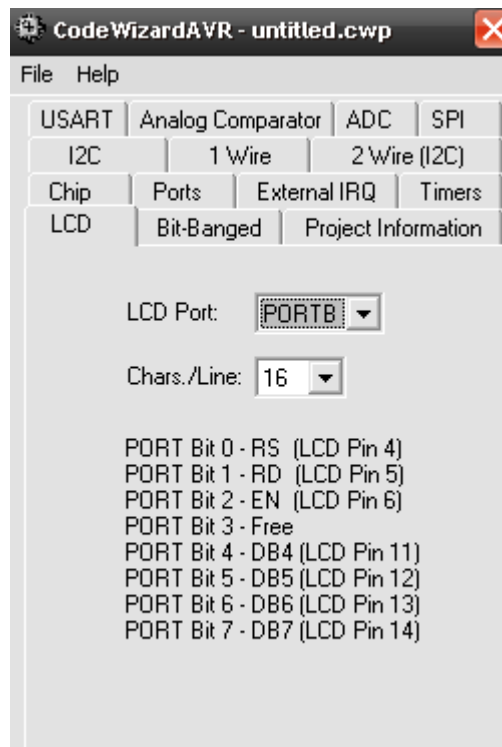 CodeWizardAVR - untitled.cwp
File Help
USART Analog Comparator ADC SPI
I2C 1 Wire 2 Wire (I2C)
Chip Ports External IRQ Timers
LCD Bit-Banged Project Information
LCD Port: PORTB
Chars./Line: 16
PORT Bit 0 - RS (LCD Pin 4)
PORT Bit 1 - RD (LCD Pin 5)
PORT Bit 2 - EN (LCD Pin 6)
PORT Bit 3 - Free
PORT Bit 4 - DB4 (LCD Pin 11)
PORT Bit 5 - DB5 (LCD Pin 12)
PORT Bit 6 - DB6 (LCD Pin 13)
PORT Bit 7 - DB7 (LCD Pin 14)